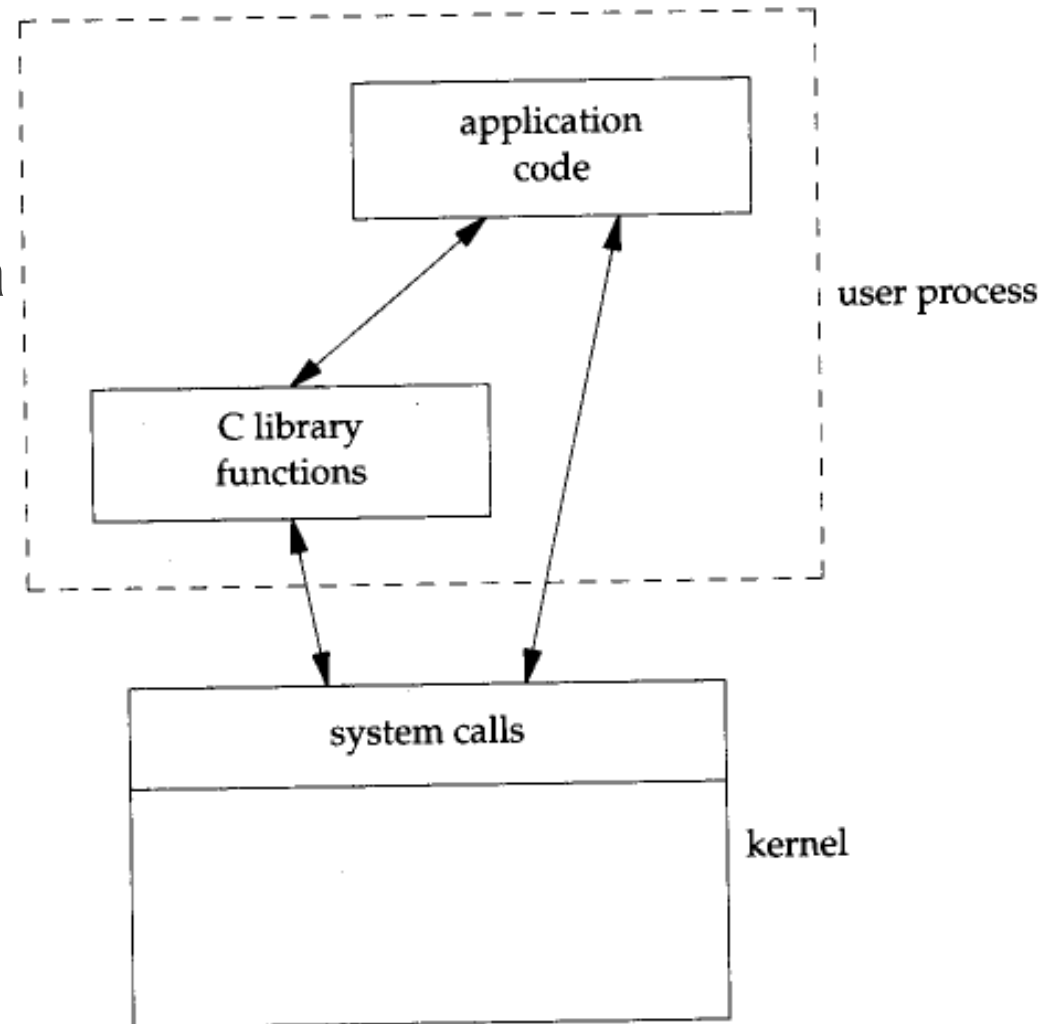 application
code
user process
C library
functions
system calls
kernel